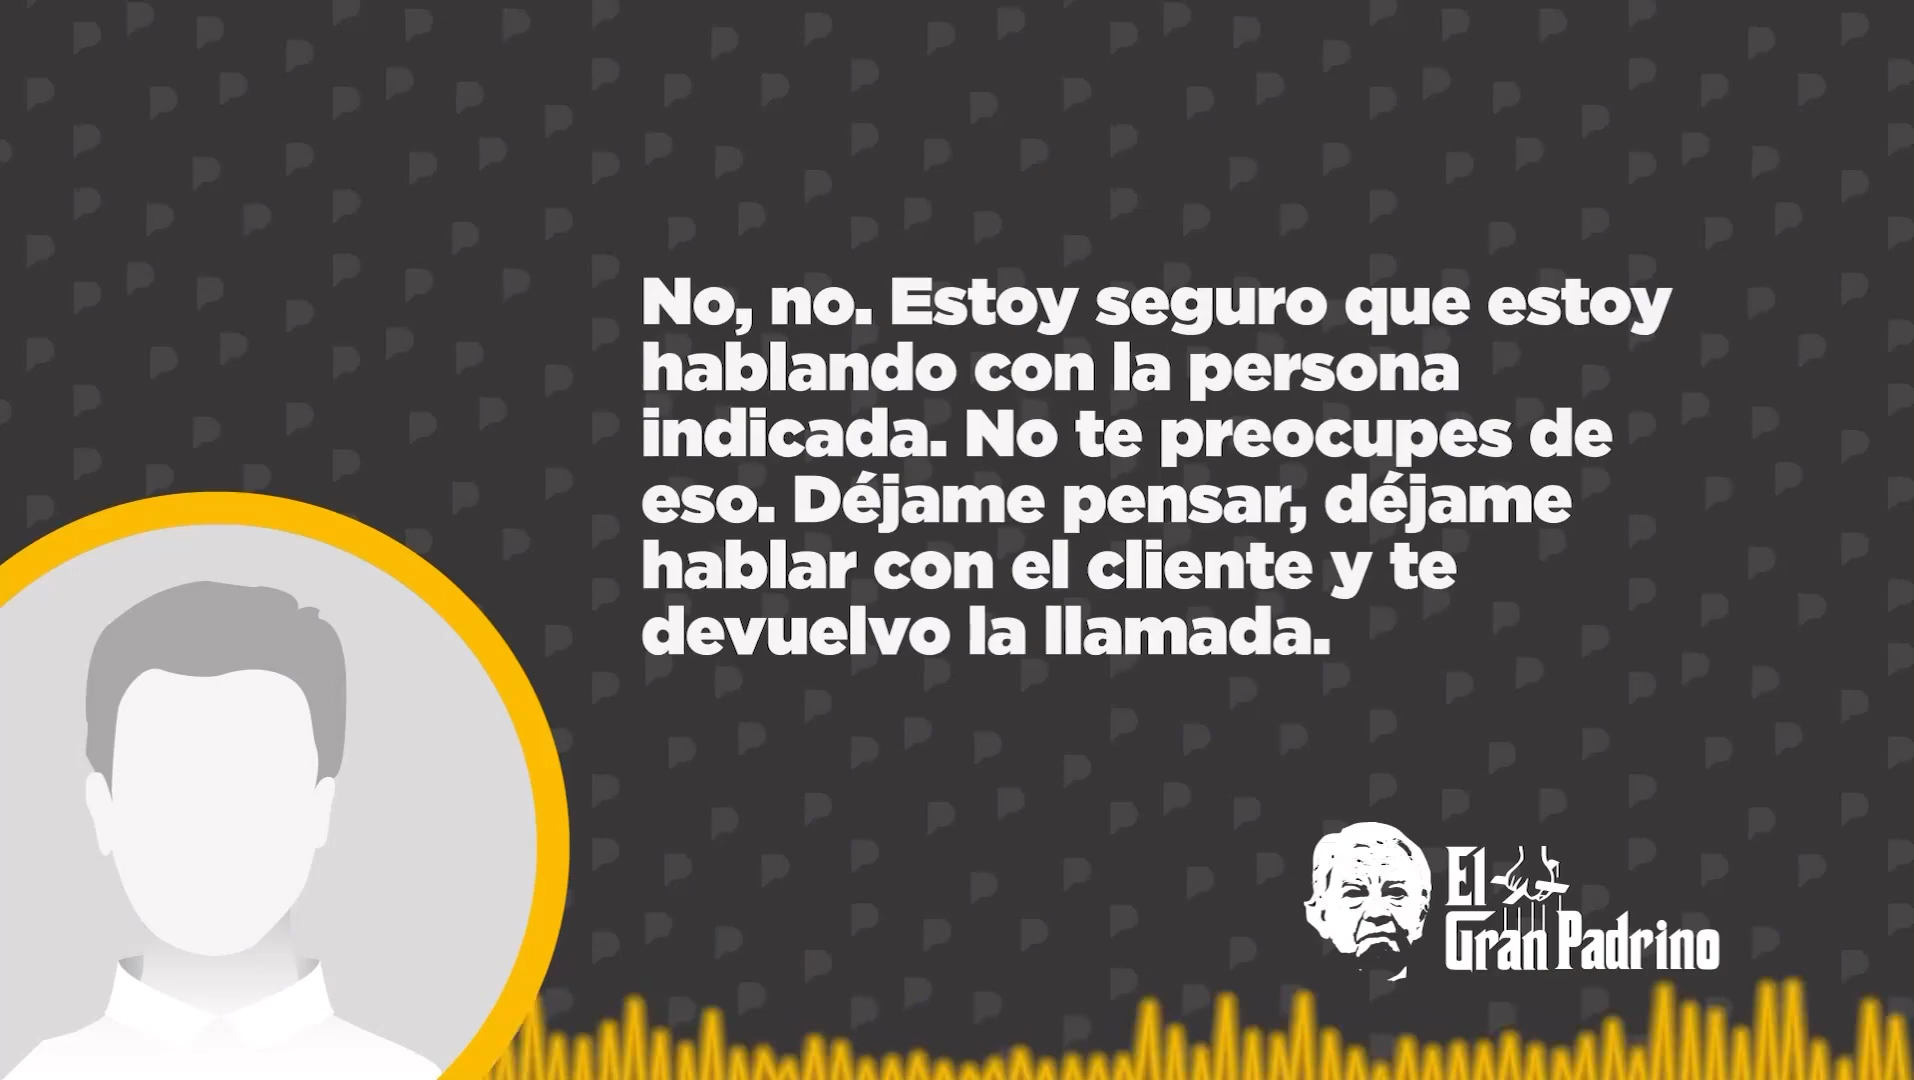 No, no. Estoy seguro que estoy
hablando con la persona
indicada. No te preocupes de
eso. Déjame pensar, déjame
hablar con el cliente y te
devuelvo la llamada.
El
Gran Padrino